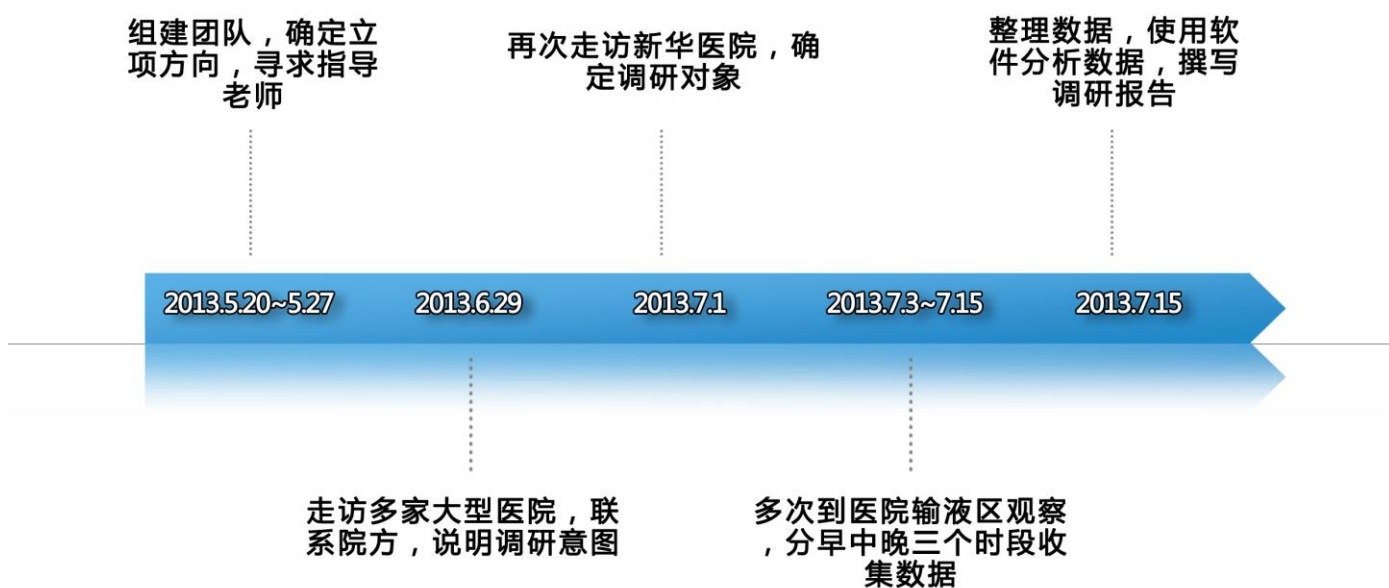 组建团队，确定立
项方向，寻求指导
老师
再次走访新华医院，确
定调研对象
整理数据，使用软
件分析数据，撰写
调研报告
2013.5.20~5.27
2013.6.29
2013.7.1
2013.7.3~7.15
2013.7.15
走访多家大型医院，联
系院方，说明调研意图
多次到医院输液区观察
，分早中晚三个时段收
集数据